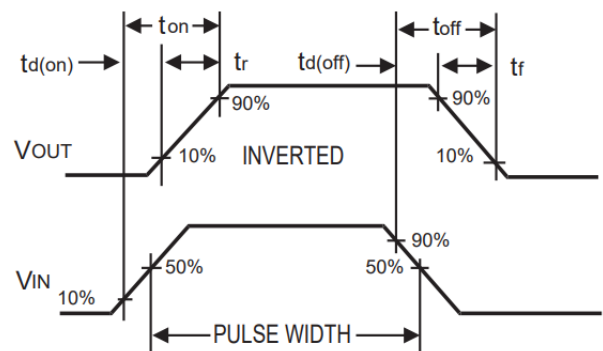 ton toff
td(on) tr td(off) tf
90% 90%
VOUT 10% INVERTED 10%
90%
50% 50%
VIN 10%
PULSE WIDTH